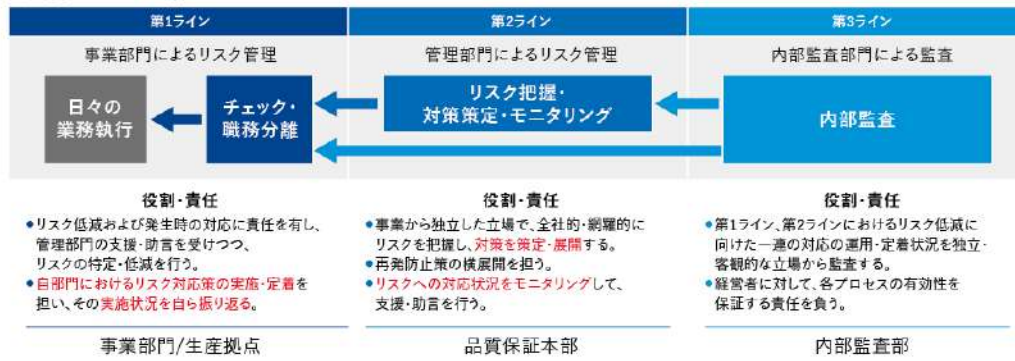 第1ライン
第2ライン
第3ライン
事業部門によるリスク管理
管理部門によるリスク管理
内部監査部門による監査
日々の
業務執行
チェック・
職務分離
リスク把握・
対策策定・モニタリング
内部監査
役割・責任
●リスク低減および発生時の対応に責任を有し、
管理部門の支援・助言を受けつつ、
リスクの特定・低減を行う。
●自部門におけるリスク対応策の実施・定着を
担い、その実施状況を自ら振り返る。
事業部門/生産拠点
役割・責任
●事業から独立した立場で、全社的・網羅的に
リスクを把握し、対策を策定・展開する。
●再発防止策の横展開を担う。
●リスクへの対応状況をモニタリングして、
支援・助言を行う。
品質保証本部
役割・責任
●第1ライン、第2ラインにおけるリスク低減に
向けた一連の対応の運用・定着状況を独立・
客観的な立場から監査する。
●経営者に対して、各プロセスの有効性を
保証する責任を負う。
内部監査部